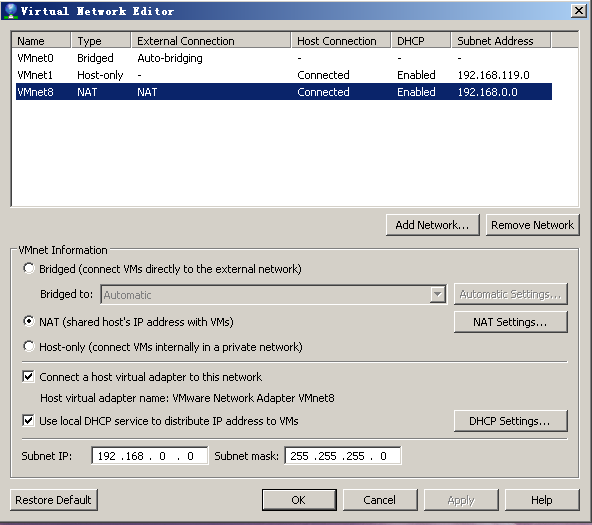 Virtual Network Editor
Name Type External Connection Host Connection DHCP Subnet Address
VMnet0 Bridged Auto-bridging - - -
VMnet1 Host-only - Connected Enabled 192.168.119.0
VMnet8 NAT NAT Connected Enabled 192.168.0.0
Add Network... Remove Network
VMnet Information
Bridged (connect VMs directly to the external network)
Bridged to: Automatic Automatic Settings...
NAT (shared host's IP address with VMs) NAT Settings...
Host-only (connect VMs internally in a private network)
Connect a host virtual adapter to this network
Host virtual adapter name: VMware Network Adapter VMnet8
Use local DHCP service to distribute IP address to VMs DHCP Settings...
Subnet IP: 192 .168 . 0 . 0 Subnet mask: 255 .255 .255 . 0
Restore Default OK Cancel Apply Help